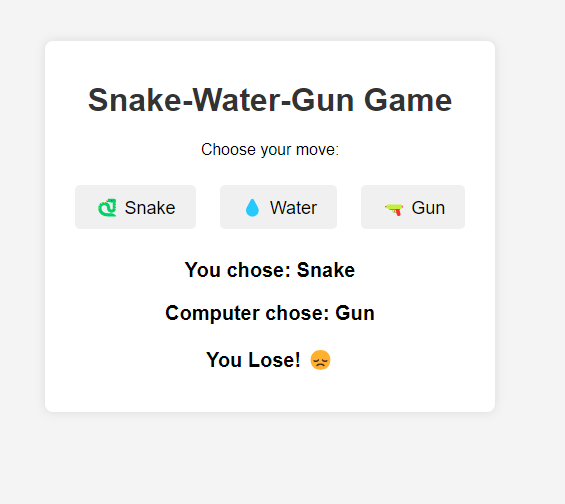 Snake-Water-Gun Game
Choose your move:
Snake Water Gun
You chose: Snake
Computer chose: Gun
You Lose! 😞